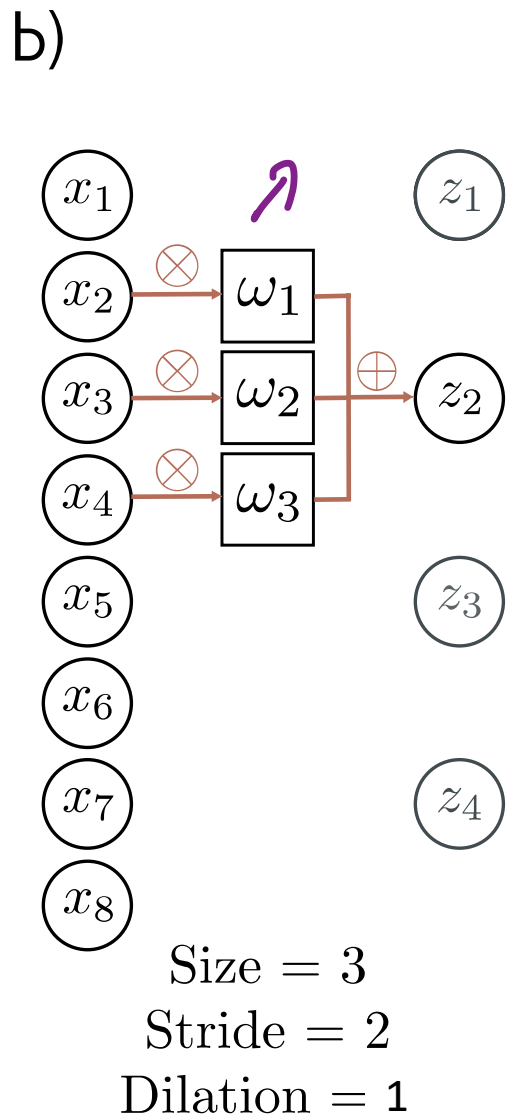 b)
x₁ z₁
x₂ ⊗ ω₁
x₃ ⊗ ω₂ ⊕ z₂
x₄ ⊗ ω₃
x₅ z₃
x₆
x₇ z₄
x₈
Size = 3
Stride = 2
Dilation = 1